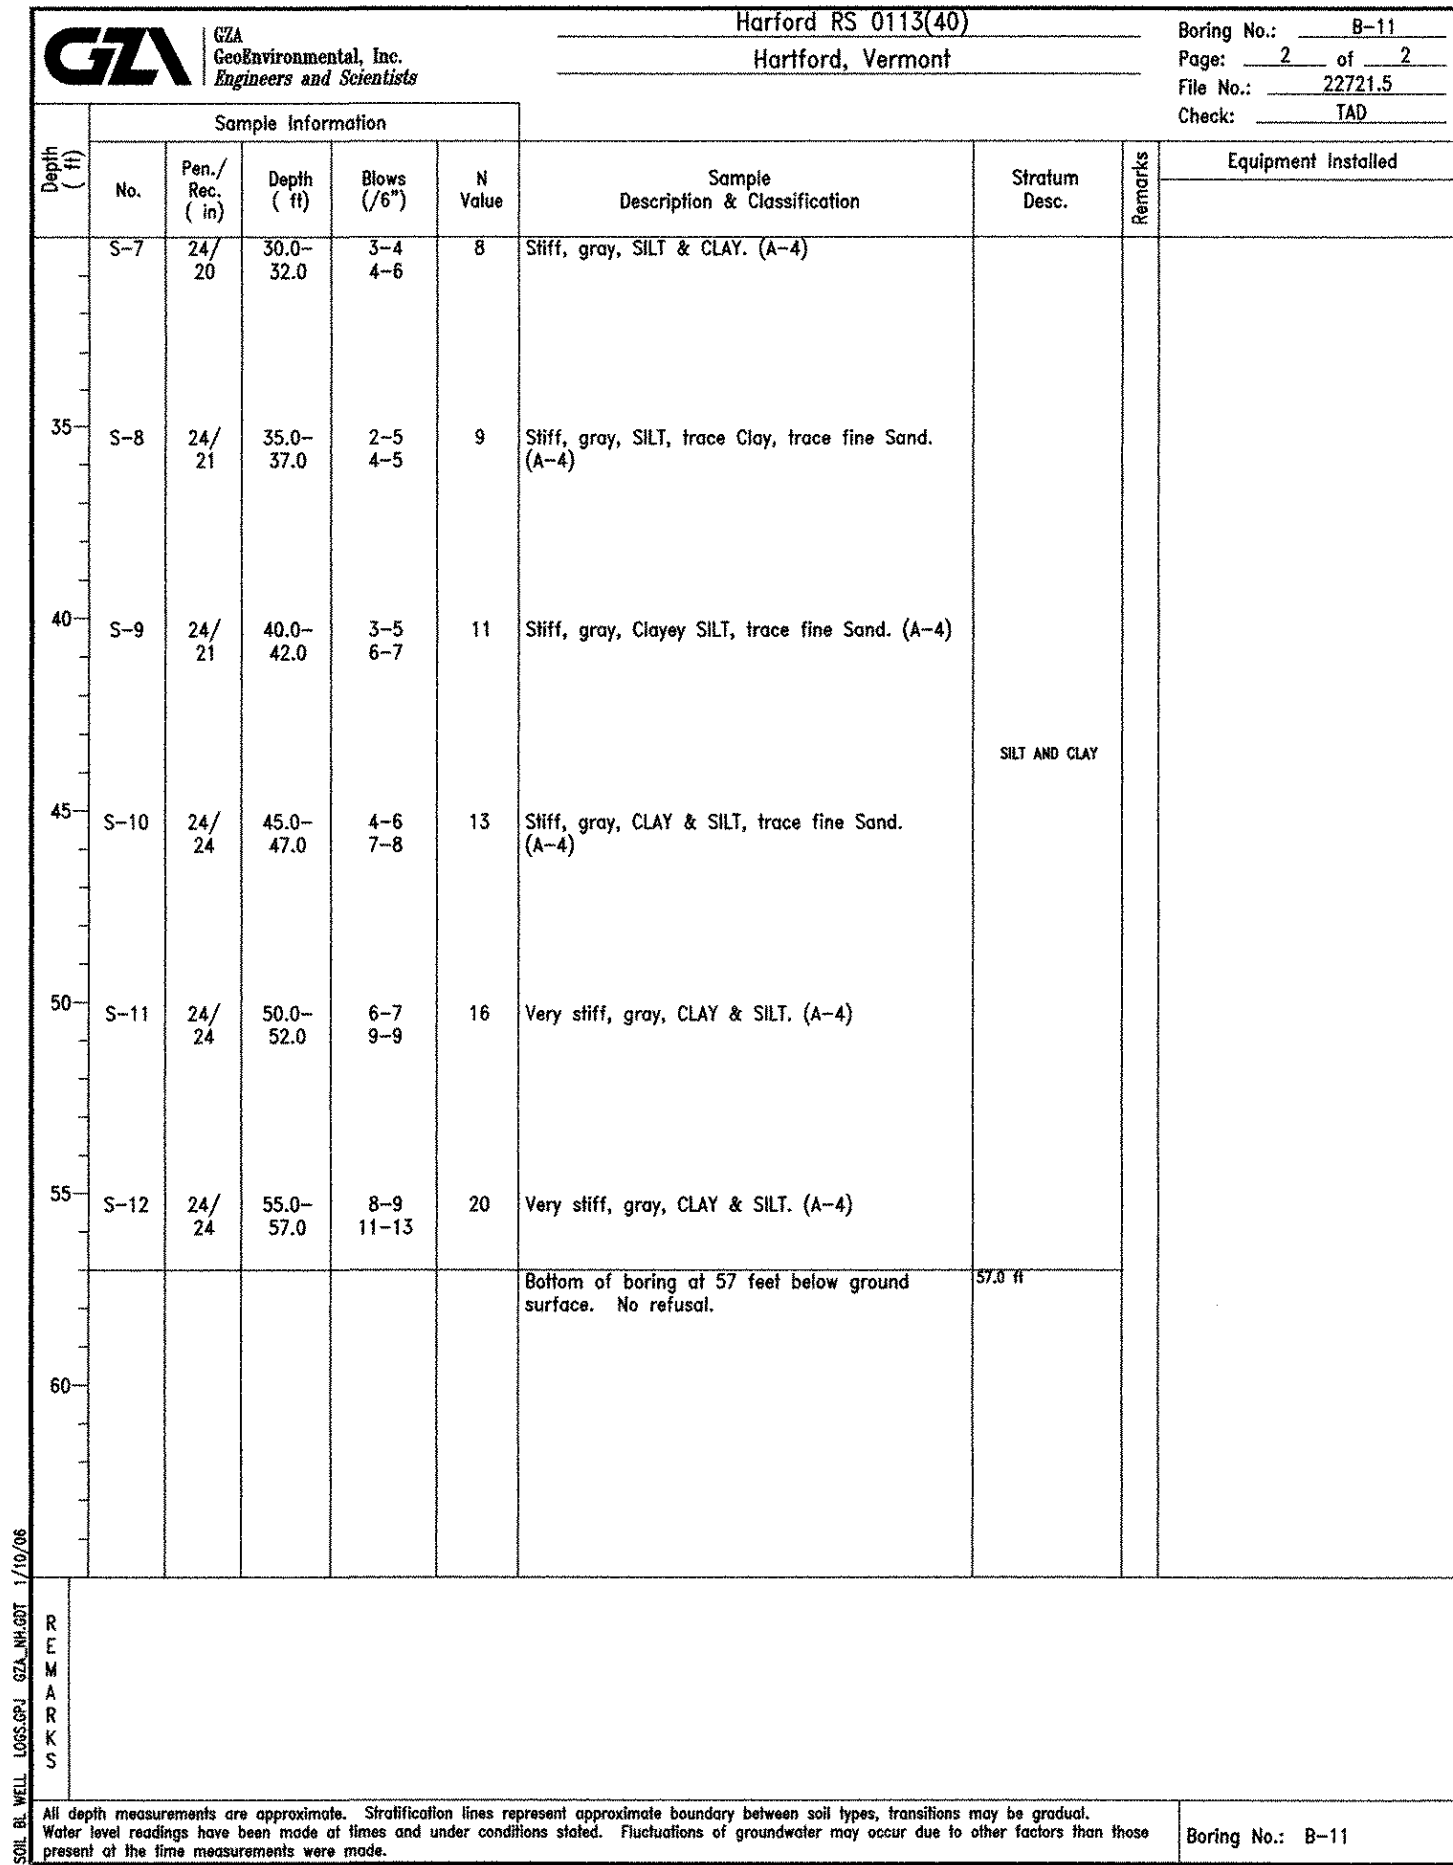 GZA
GZA
GeoEnvironmental, Inc.
Engineers and Scientists
Harford RS 0113(40)
Hartford, Vermont
Boring No.: B-11
Page: 2 of 2
File No.: 22721.5
Check: TAD
Depth ( ft)
Sample Information
No.
Pen./ Rec. ( in)
Depth ( ft)
Blows (/6")
N Value
Sample Description & Classification
Stratum Desc.
Remarks
Equipment Installed
S-7 24/ 30.0- 3-4 8 Stiff, gray, SILT & CLAY. (A-4)
20 32.0 4-6
35
S-8 24/ 35.0- 2-5 9 Stiff, gray, SILT, trace Clay, trace fine Sand.
21 37.0 4-5 (A-4)
40
S-9 24/ 40.0- 3-5 11 Stiff, gray, Clayey SILT, trace fine Sand. (A-4)
21 42.0 6-7
SILT AND CLAY
45
S-10 24/ 45.0- 4-6 13 Stiff, gray, CLAY & SILT, trace fine Sand.
24 47.0 7-8 (A-4)
50
S-11 24/ 50.0- 6-7 16 Very stiff, gray, CLAY & SILT. (A-4)
24 52.0 9-9
55
S-12 24/ 55.0- 8-9 20 Very stiff, gray, CLAY & SILT. (A-4)
24 57.0 11-13
Bottom of boring at 57 feet below ground 57.0 ft
surface. No refusal.
60
REMARKS
SOIL BL WELL LOGS.GPJ GZA_NH.GDT 1/10/06
All depth measurements are approximate. Stratification lines represent approximate boundary between soil types, transitions may be gradual.
Water level readings have been made at times and under conditions stated. Fluctuations of groundwater may occur due to other factors than those
present at the time measurements were made.
Boring No.: B-11